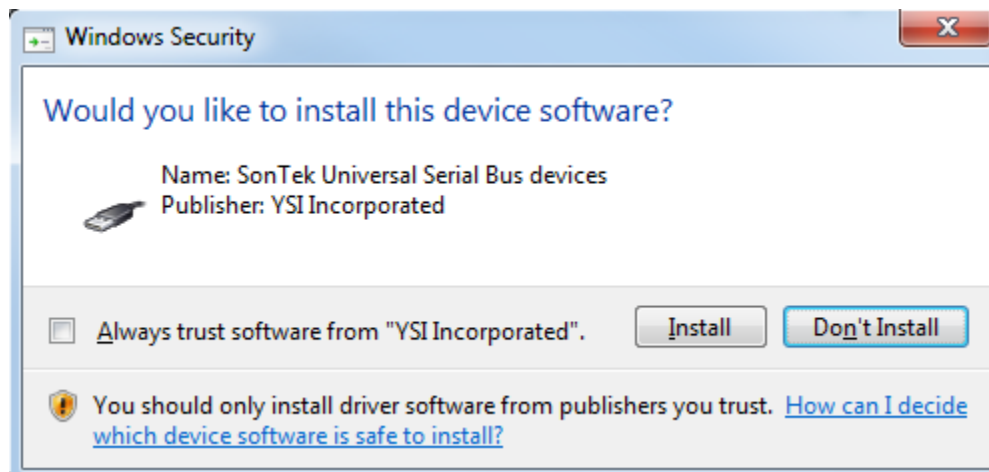 Windows Security
Would you like to install this device software?
Name: SonTek Universal Serial Bus devices
Publisher: YSI Incorporated
Always trust software from "YSI Incorporated".
Install
Don't Install
You should only install driver software from publishers you trust. How can I decide
which device software is safe to install?